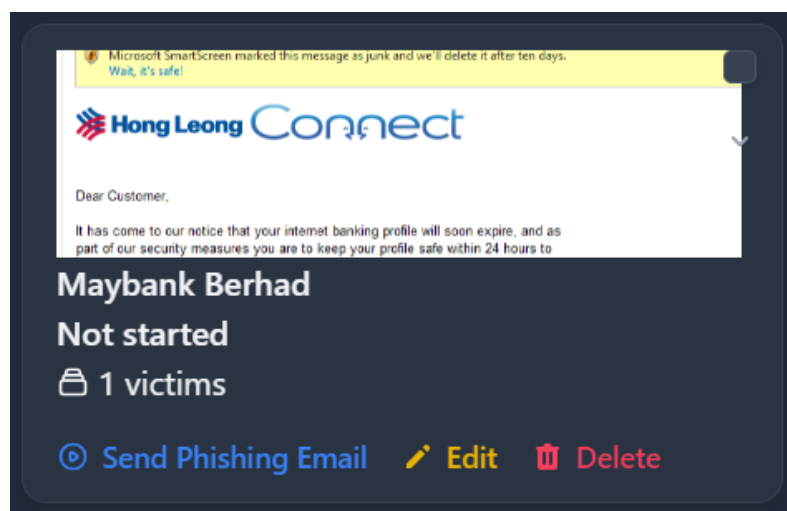 Microsoft SmartScreen marked this message as junk and we'll delete it after ten days.
Wait, it's safe!
Hong Leong Connect
Dear Customer,
It has come to our notice that your internet banking profile will soon expire, and as
part of our security measures you are to keep your profile safe within 24 hours to
Maybank Berhad
Not started
1 victims
Send Phishing Email Edit Delete